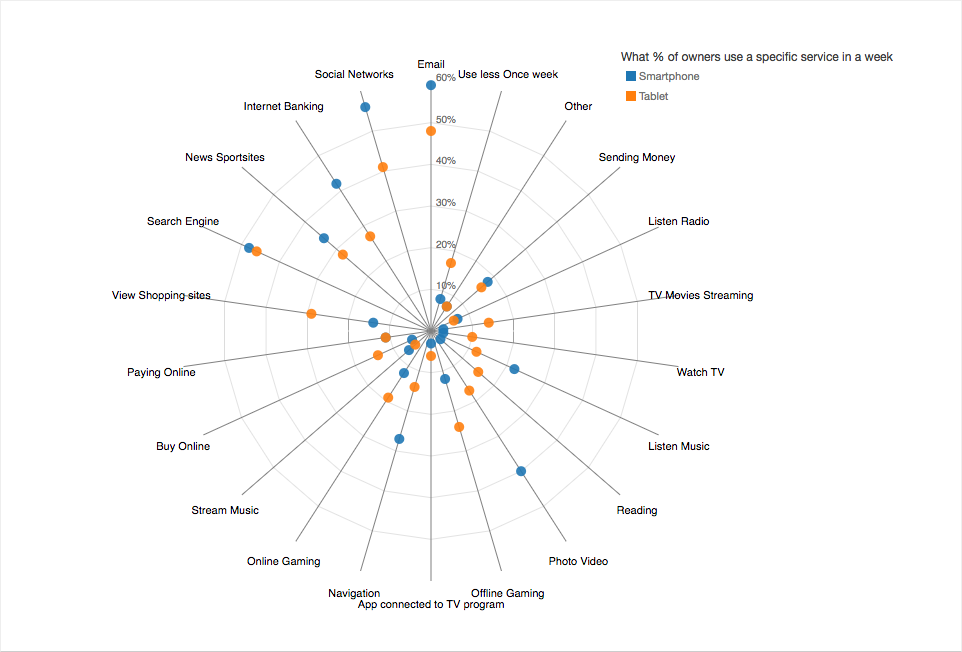 What % of owners use a specific service in a week
Smartphone
Tablet
Email
Social Networks
Use less Once week
60%
Internet Banking
Other
50%
News Sportsites
40%
Sending Money
30%
Search Engine
Listen Radio
20%
10%
View Shopping sites
TV Movies Streaming
Paying Online
Watch TV
Buy Online
Listen Music
Stream Music
Reading
Online Gaming
Photo Video
Navigation
Offline Gaming
App connected to TV program